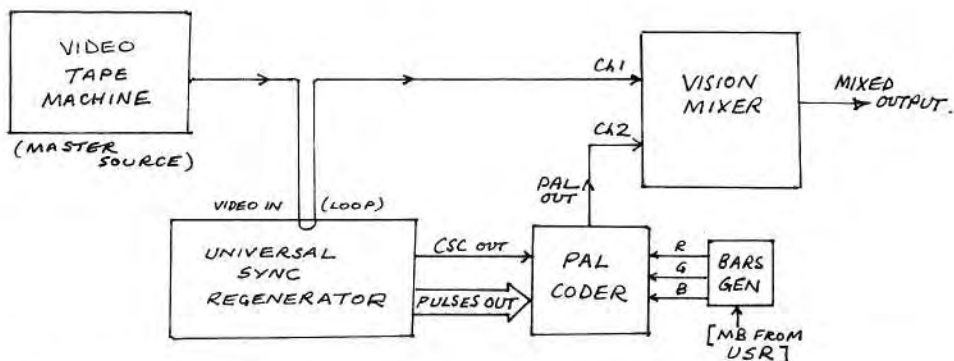 VIDEO
TAPE
MACHINE
(MASTER
SOURCE)
Ch1
VISION
MIXER
MIXED
OUTPUT.
Ch2
PAL
OUT
VIDEO IN
(LOOP)
UNIVERSAL
SYNC
REGENERATOR
CSC OUT
PULSES OUT
PAL
CODER
R
G
B
BARS
GEN
[MB FROM
USR]